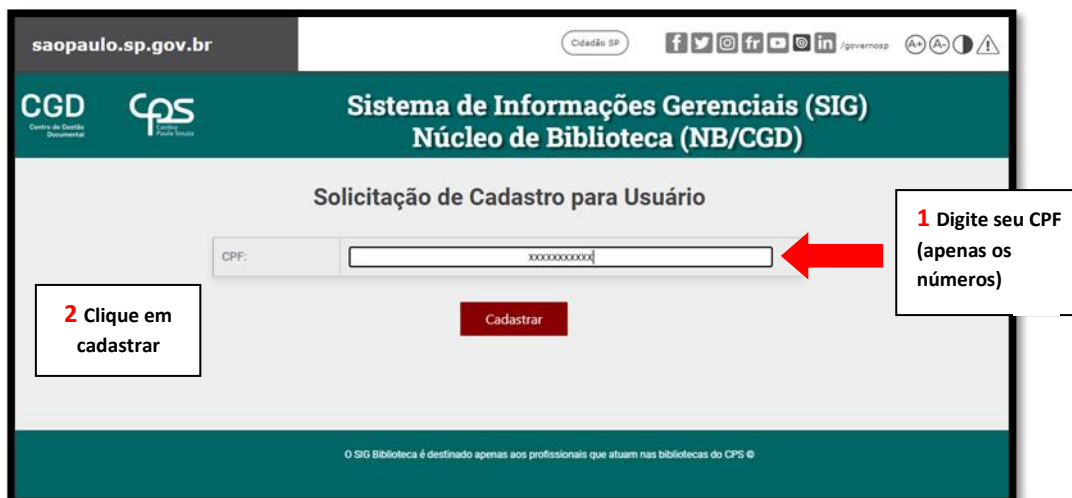 saopaulo.sp.gov.br
Cidadão SP
/governosp
A+ A-
CGD
Centro de Gestão
Documental
CPS
Centro
Paula Souza
Sistema de Informações Gerenciais (SIG)
Núcleo de Biblioteca (NB/CGD)
Solicitação de Cadastro para Usuário
1 Digite seu CPF
(apenas os
números)
CPF:
xxxxxxxxxxx
2 Clique em
cadastrar
Cadastrar
O SIG Biblioteca é destinado apenas aos profissionais que atuam nas bibliotecas do CPS ©